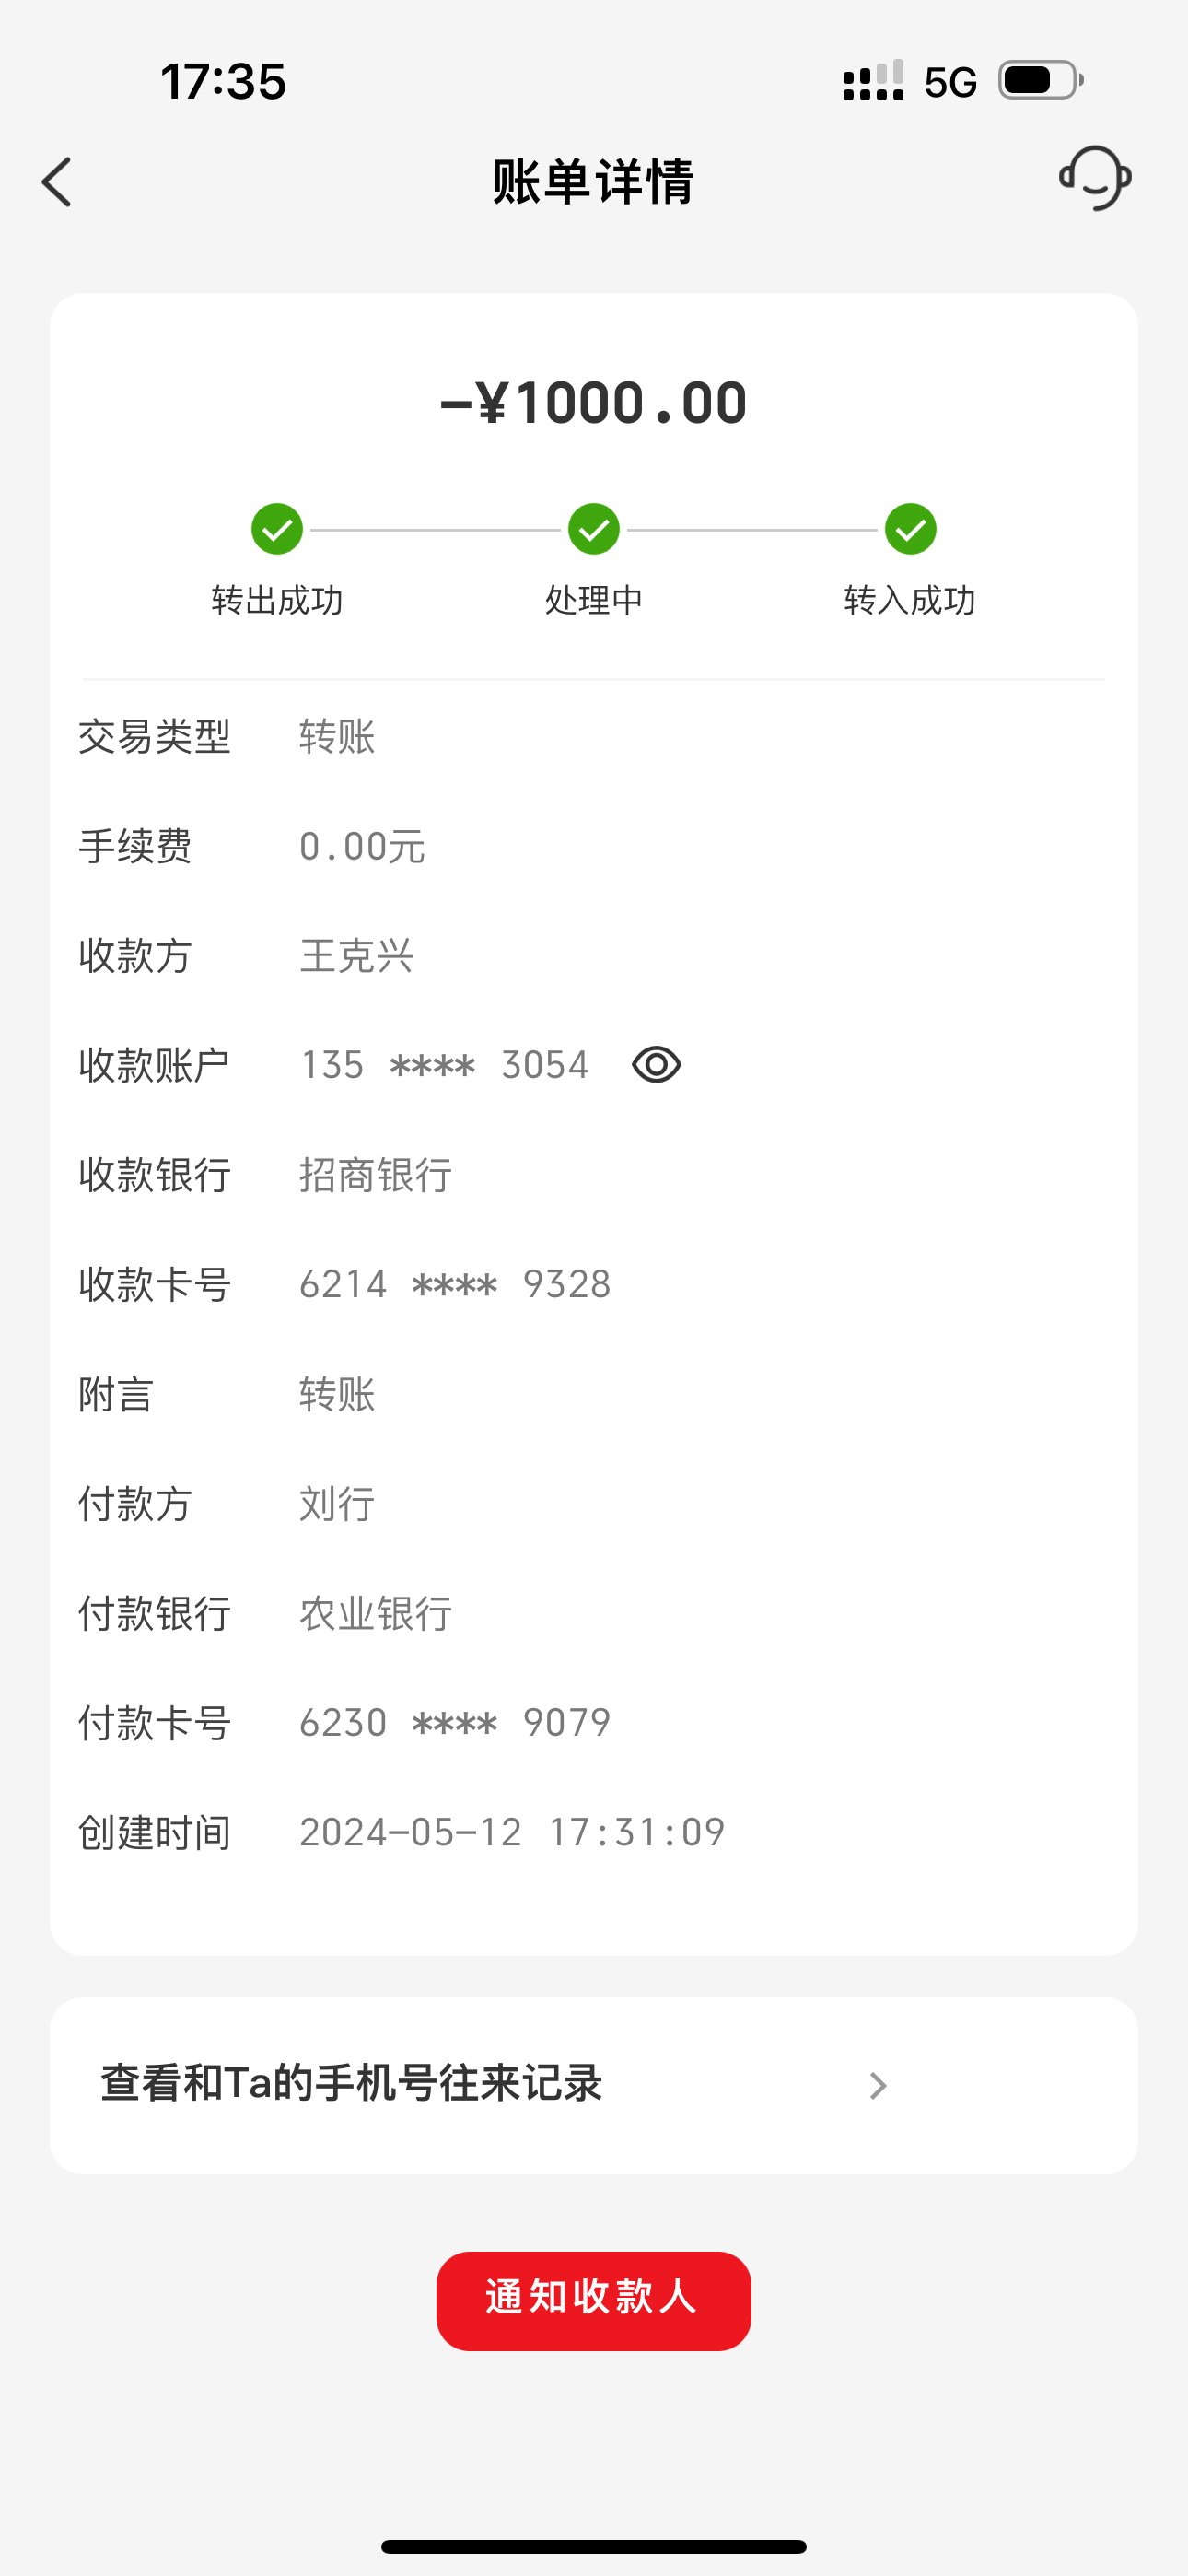 17:35 5G
账单详情
-¥1000.00
转出成功 处理中 转入成功
交易类型 转账
手续费 0.00元
收款方 王克兴
收款账户 135 **** 3054
收款银行 招商银行
收款卡号 6214 **** 9328
附言 转账
付款方 刘行
付款银行 农业银行
付款卡号 6230 **** 9079
创建时间 2024-05-12 17:31:09
查看和Ta的手机号往来记录
通知收款人